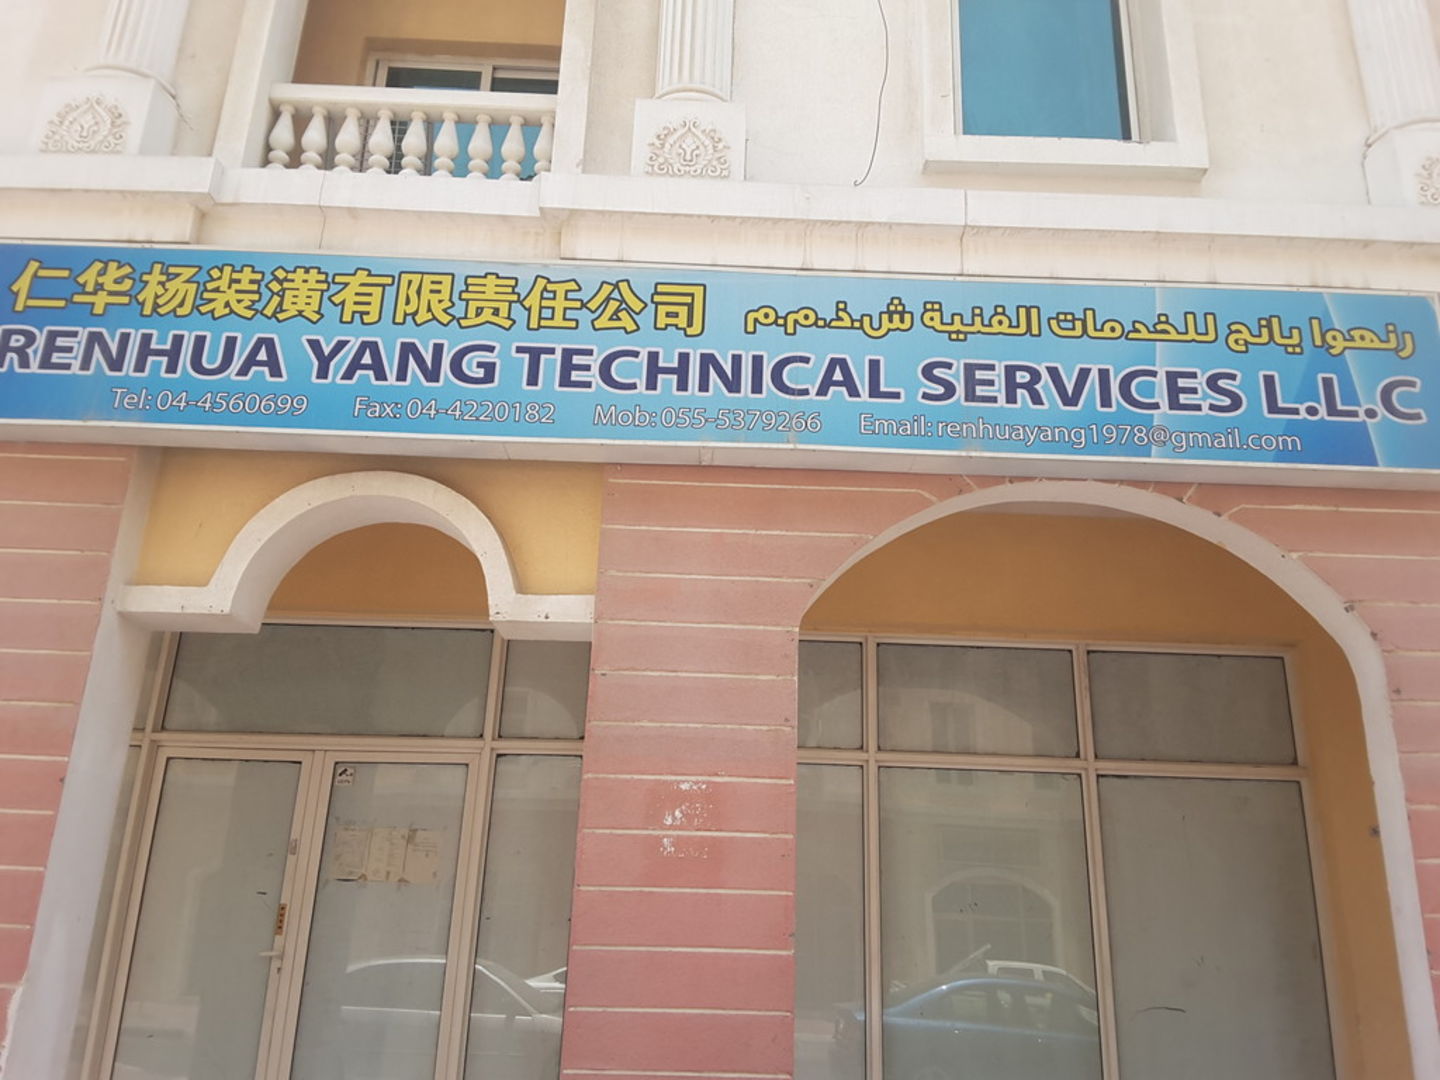 仁华杨装潢有限责任公司
رنهوا يانج للخدمات الفنية ش.ذ.م.م
RENHUA YANG TECHNICAL SERVICES L.L.C
Tel: 04-4560699 Fax: 04-4220182 Mob: 055-5379266 Email: renhuayang1978@gmail.com